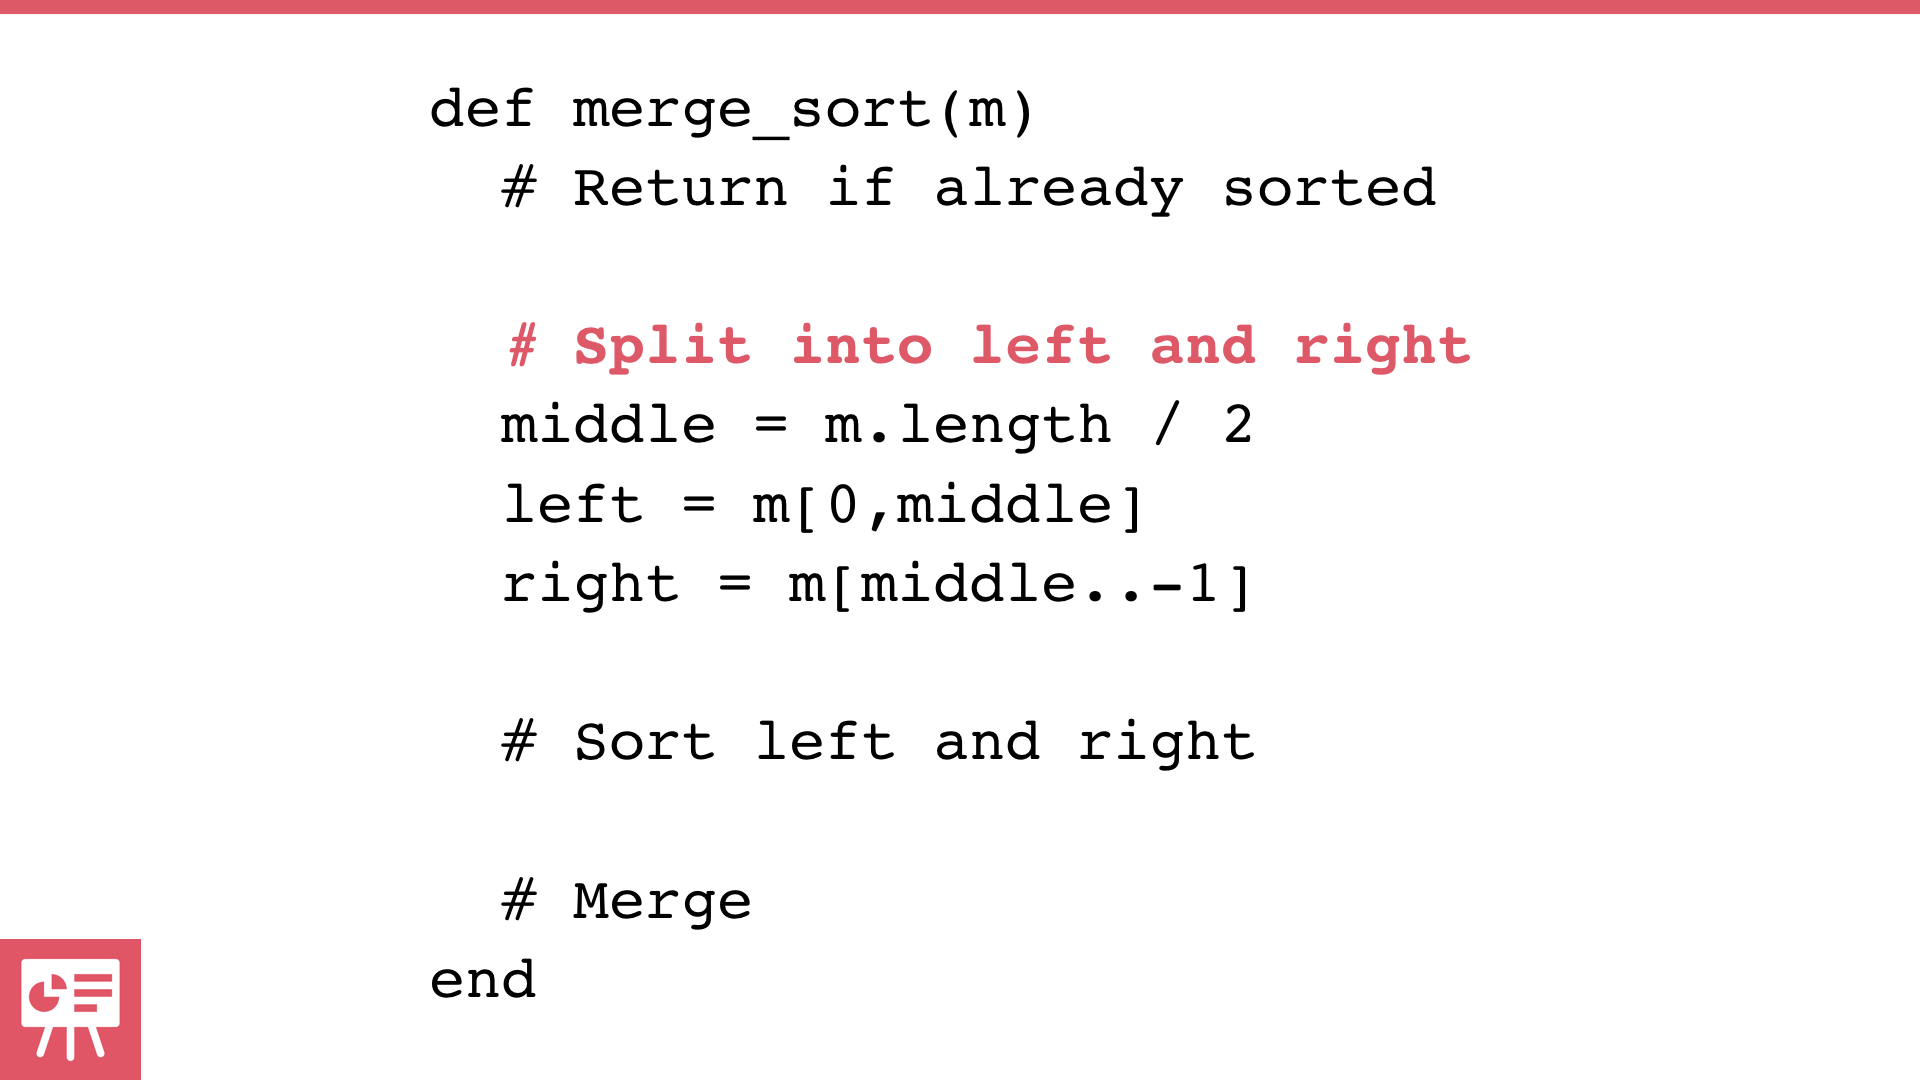 def merge_sort(m)
  # Return if already sorted

  # Split into left and right
  middle = m.length / 2
  left = m[0,middle]
  right = m[middle..-1]

  # Sort left and right

  # Merge
end